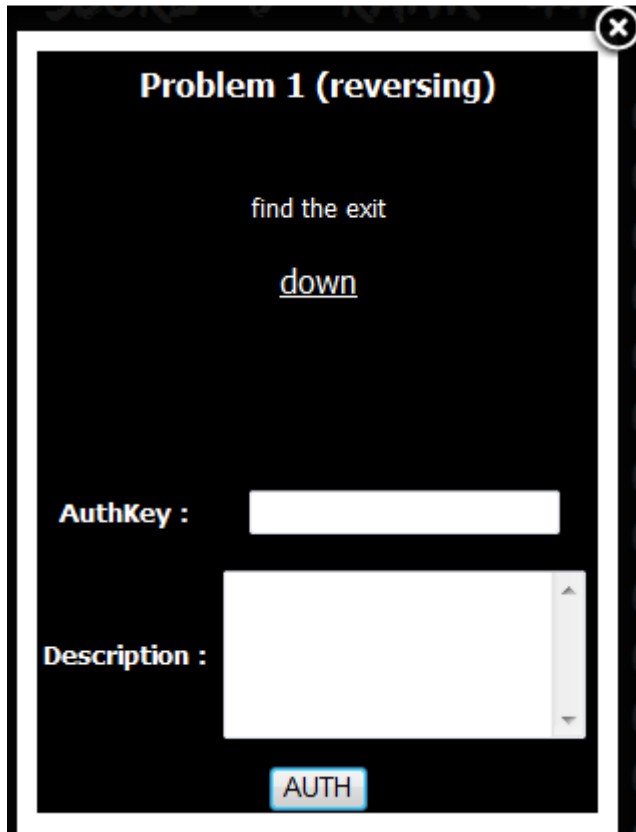 Problem 1 (reversing)
find the exit
down
AuthKey :
Description :
AUTH